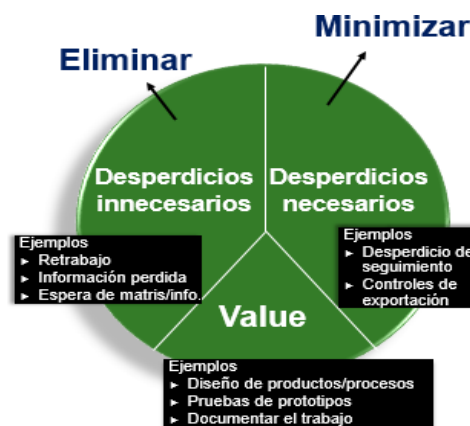 Minimizar
Eliminar
Desperdicios
innecesarios
Desperdicios
necesarios
Ejemplos
► Retrabajo
► Información perdida
► Espera de matris/info.
Ejemplos
► Desperdicio de
seguimiento
► Controles de
exportación
Value
Ejemplos
► Diseño de productos/procesos
► Pruebas de prototipos
► Documentar el trabajo